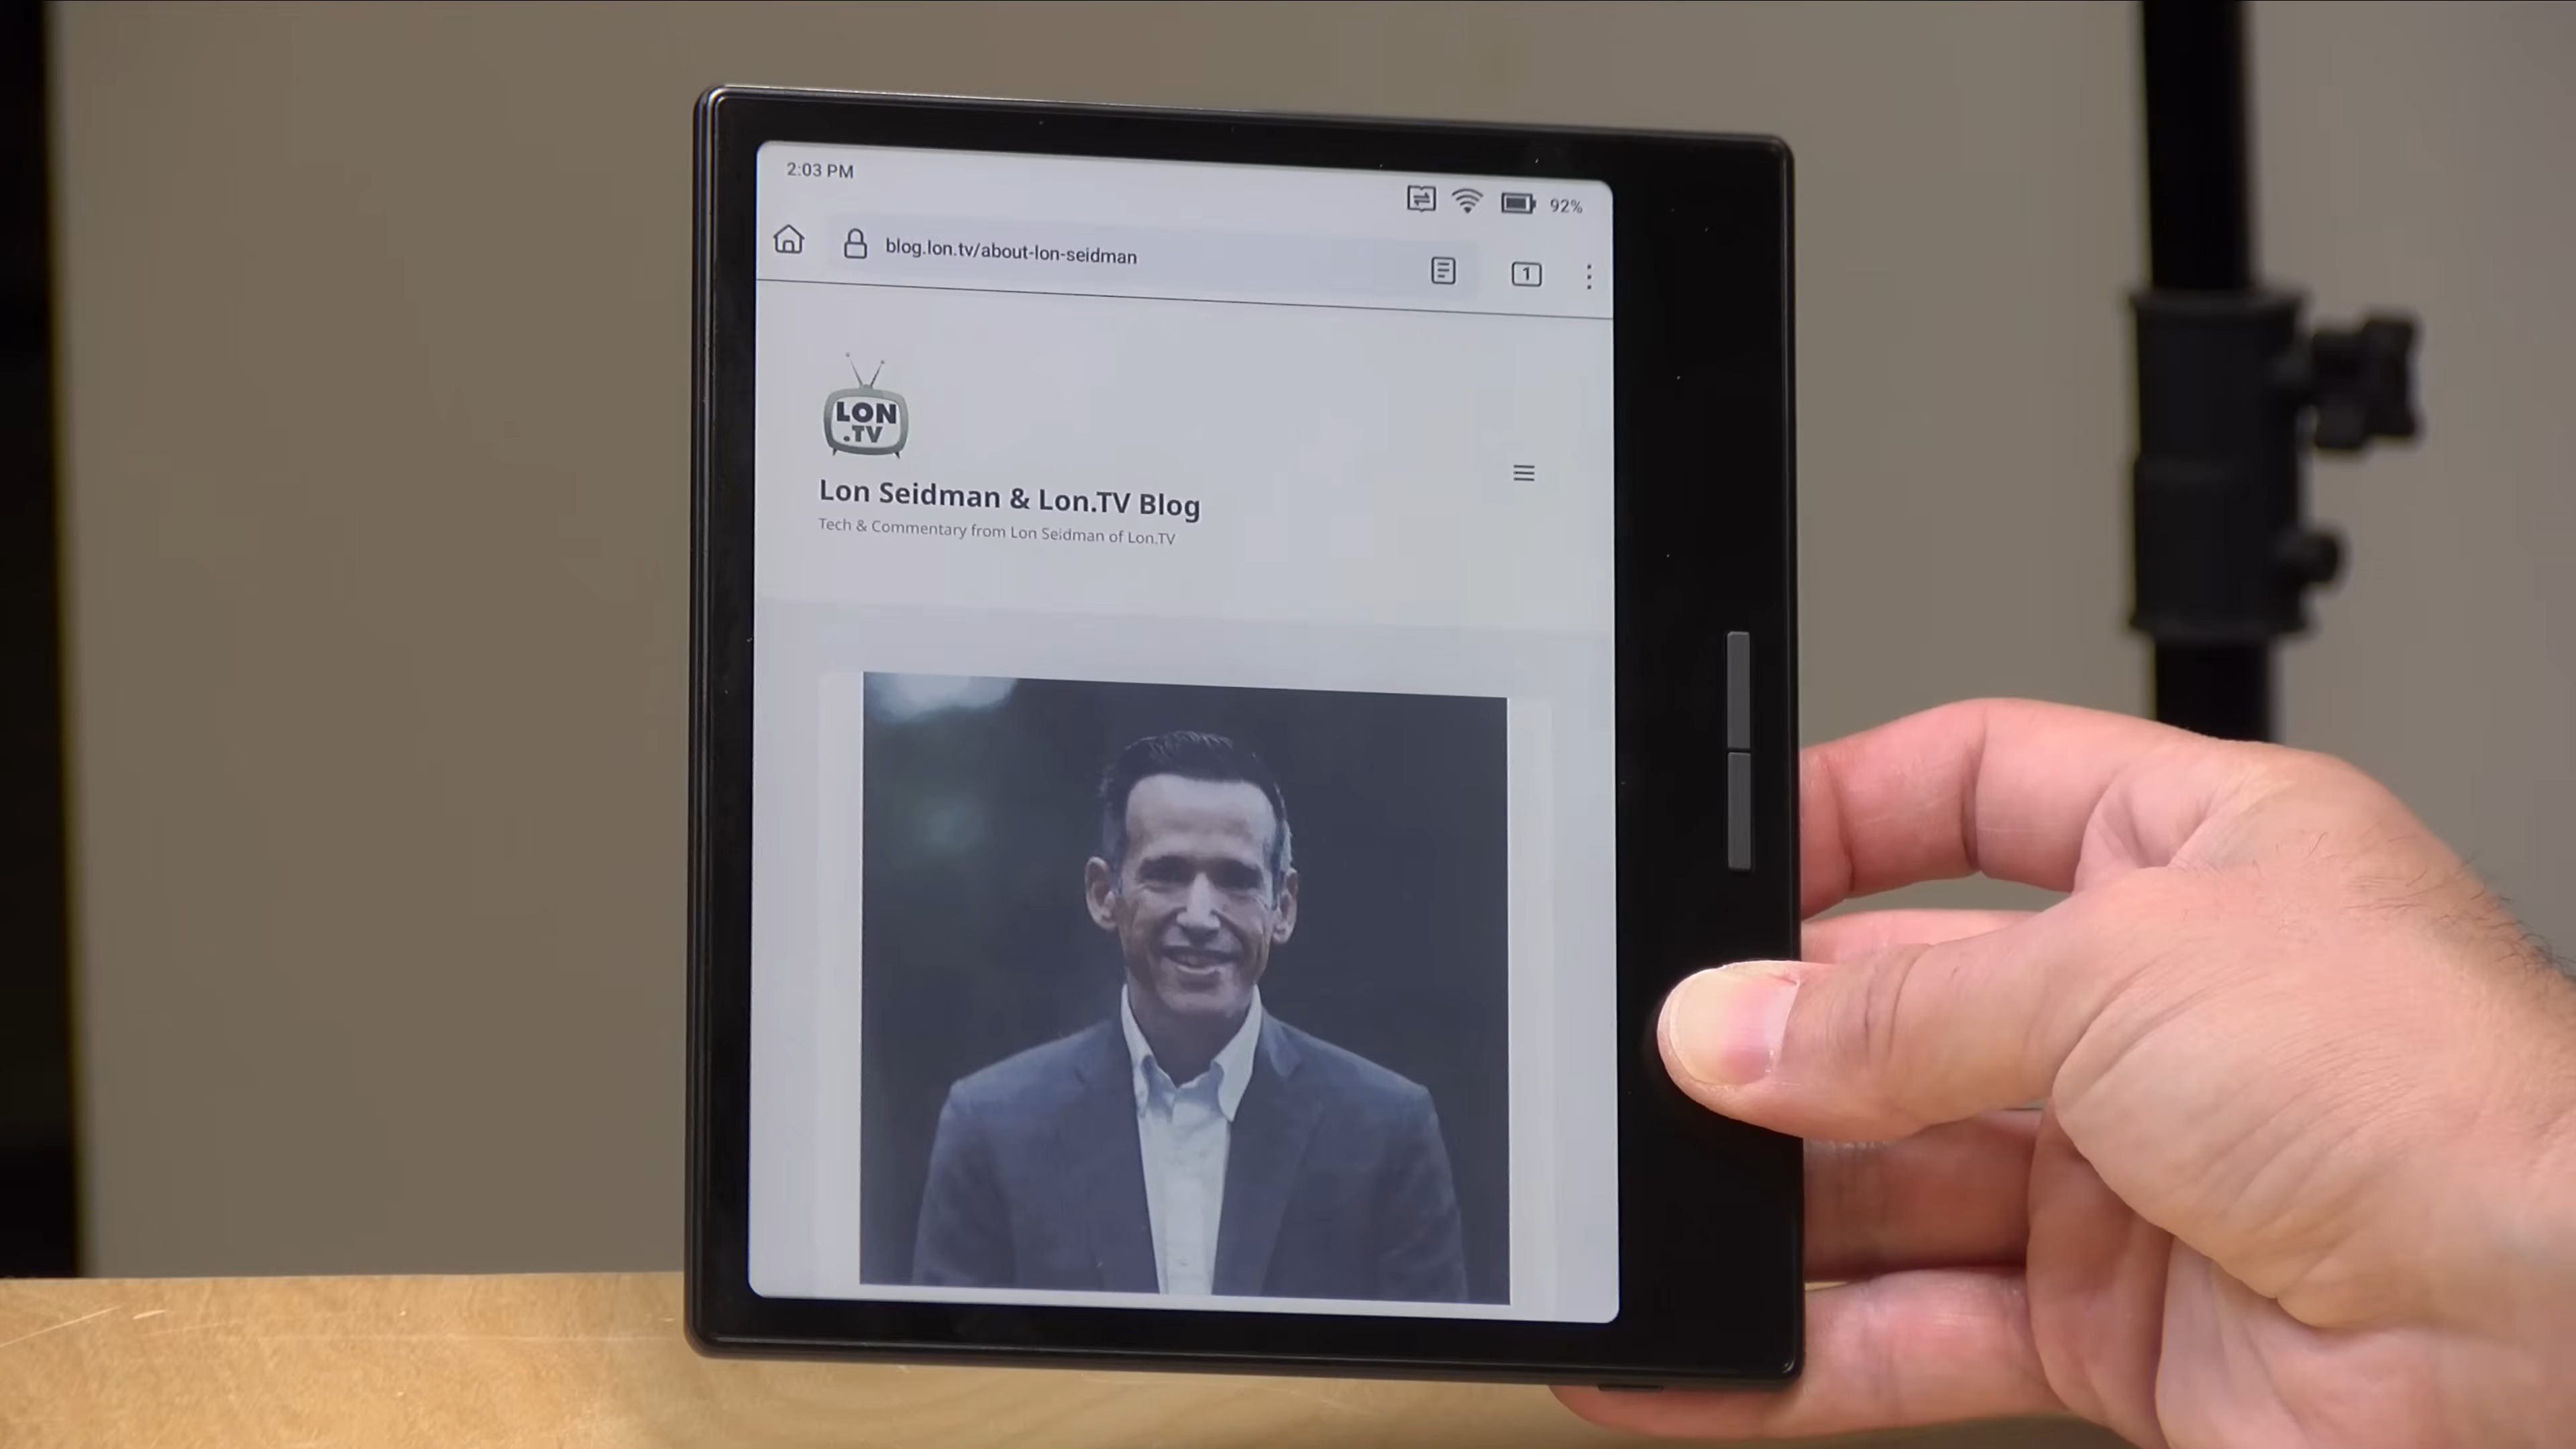 2:03 PM
92%
blog.lon.tv/about-lon-seidman
1
LON
.TV
Lon Seidman & Lon.TV Blog
Tech & Commentary from Lon Seidman of Lon.TV